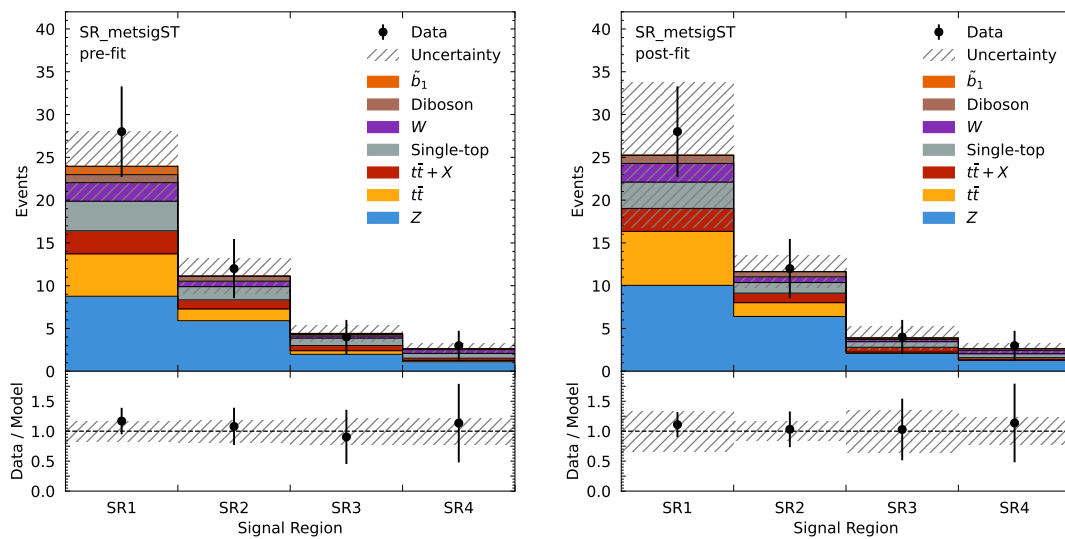 SR_metsigST
pre-fit
Data
Uncertainty
b̃₁
Diboson
W
Single-top
tt̄ + X
tt̄
Z
Events
40
35
30
25
20
15
10
5
0
Data / Model
1.5
1.0
0.5
0.0
SR1 SR2 SR3 SR4
Signal Region
SR_metsigST
post-fit
Data
Uncertainty
b̃₁
Diboson
W
Single-top
tt̄ + X
tt̄
Z
Events
40
35
30
25
20
15
10
5
0
Data / Model
1.5
1.0
0.5
0.0
SR1 SR2 SR3 SR4
Signal Region